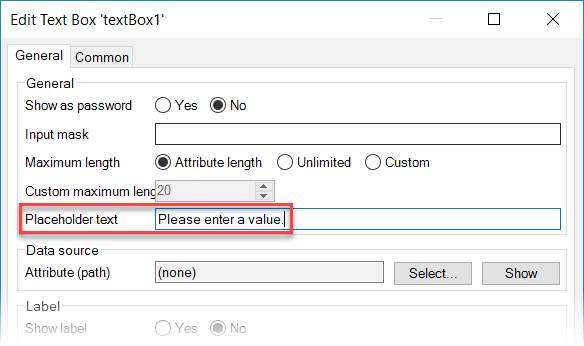 Edit Text Box 'textBox1'
General Common
General
Show as password Yes No
Input mask
Maximum length Attribute length Unlimited Custom
Custom maximum leng 20
Placeholder text Please enter a value.
Data source
Attribute (path) (none) Select... Show
Label
Show label Yes No